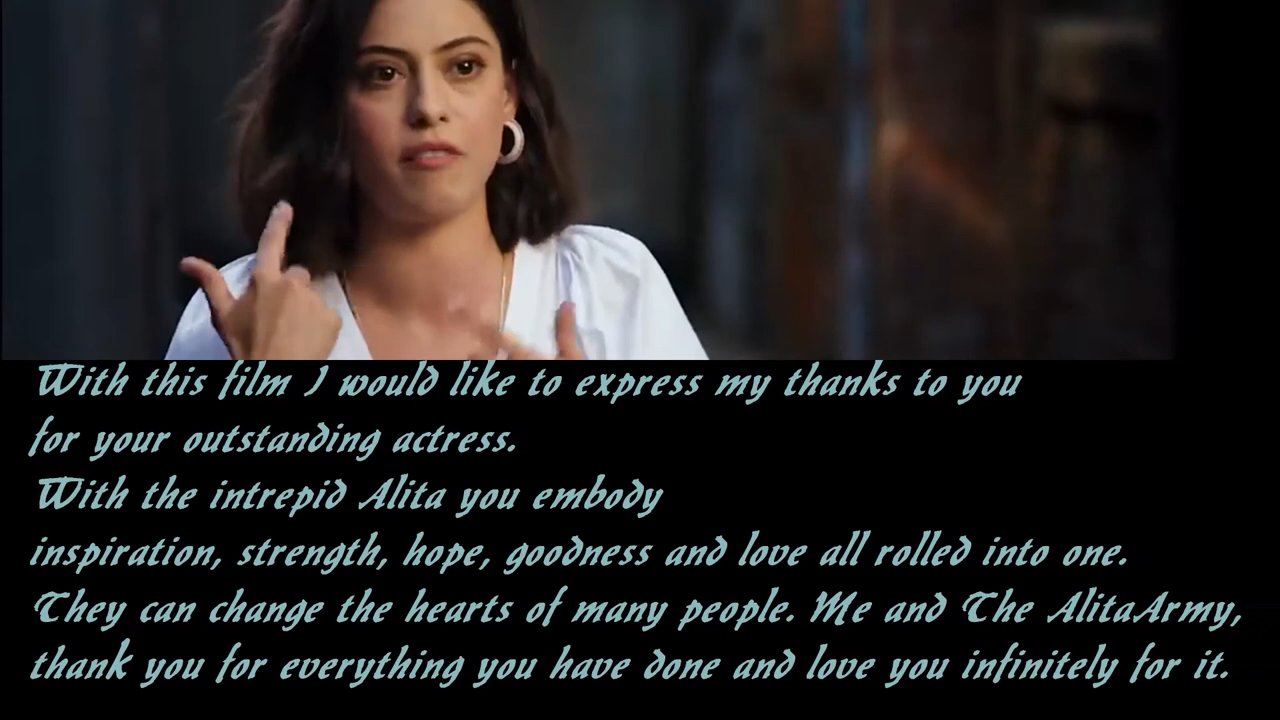 With this film I would like to express my thanks to you
for your outstanding actress.
With the intrepid Alita you embody
inspiration, strength, hope, goodness and love all rolled into one.
They can change the hearts of many people. Me and The AlitaArmy,
thank you for everything you have done and love you infinitely for it.